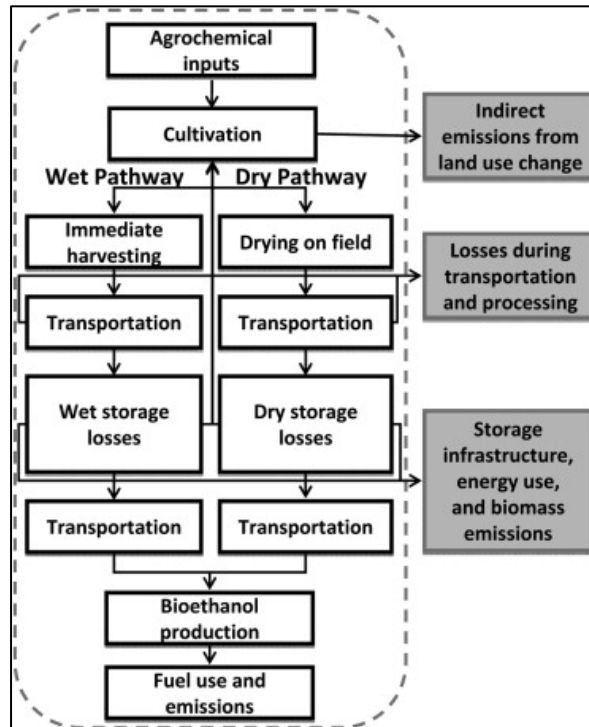 Agrochemical
inputs
Cultivation
Indirect
emissions from
land use change
Wet Pathway
Dry Pathway
Immediate
harvesting
Drying on field
Losses during
transportation
and processing
Transportation
Transportation
Wet storage
losses
Dry storage
losses
Storage
infrastructure,
energy use,
and biomass
emissions
Transportation
Transportation
Bioethanol
production
Fuel use and
emissions